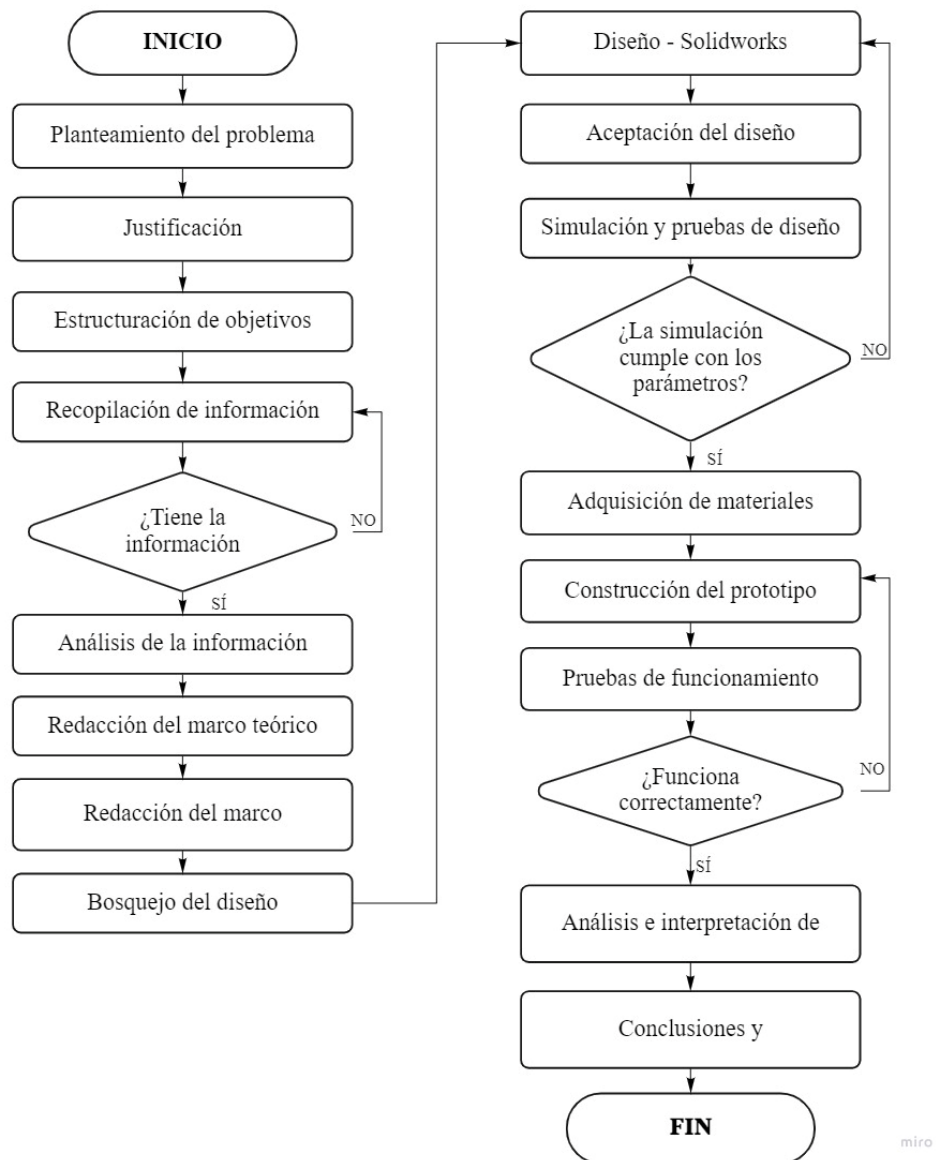 INICIO
Planteamiento del problema
Justificación
Estructuración de objetivos
Recopilación de información
NO
¿Tiene la
información
SÍ
Análisis de la información
Redacción del marco teórico
Redacción del marco
Bosquejo del diseño
Diseño - Solidworks
Aceptación del diseño
Simulación y pruebas de diseño
¿La simulación
cumple con los
parámetros?
NO
SÍ
Adquisición de materiales
Construcción del prototipo
Pruebas de funcionamiento
¿Funciona
correctamente?
NO
SÍ
Análisis e interpretación de
Conclusiones y
FIN
miro